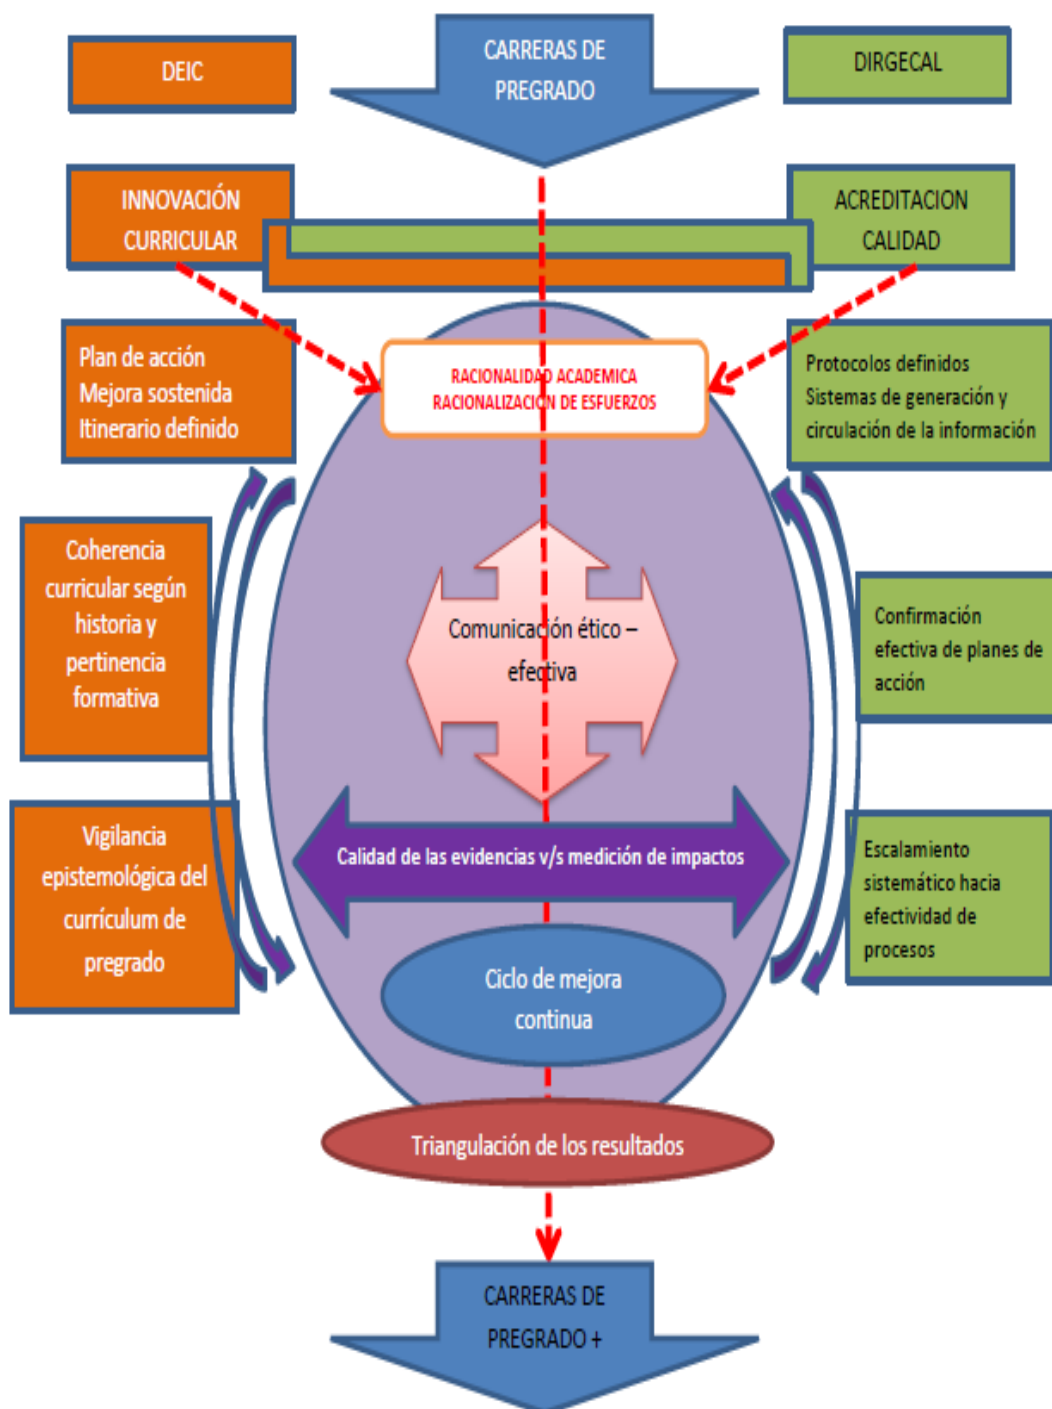 DEIC
CARRERAS DE
PREGRADO
DIRGECAL
INNOVACIÓN
CURRICULAR
ACREDITACION
CALIDAD
RACIONALIDAD ACADEMICA
RACIONALIZACIÓN DE ESFUERZOS
Plan de acción
Mejora sostenida
Itinerario definido
Protocolos definidos
Sistemas de generación y
circulación de la información
Coherencia
curricular según
historia y
pertinencia
formativa
Comunicación ético –
efectiva
Confirmación
efectiva de planes de
acción
Vigilancia
epistemológica del
currículum de
pregrado
Calidad de las evidencias v/s medición de impactos
Escalamiento
sistemático hacia
efectividad de
procesos
Ciclo de mejora
continua
Triangulación de los resultados
CARRERAS DE
PREGRADO +